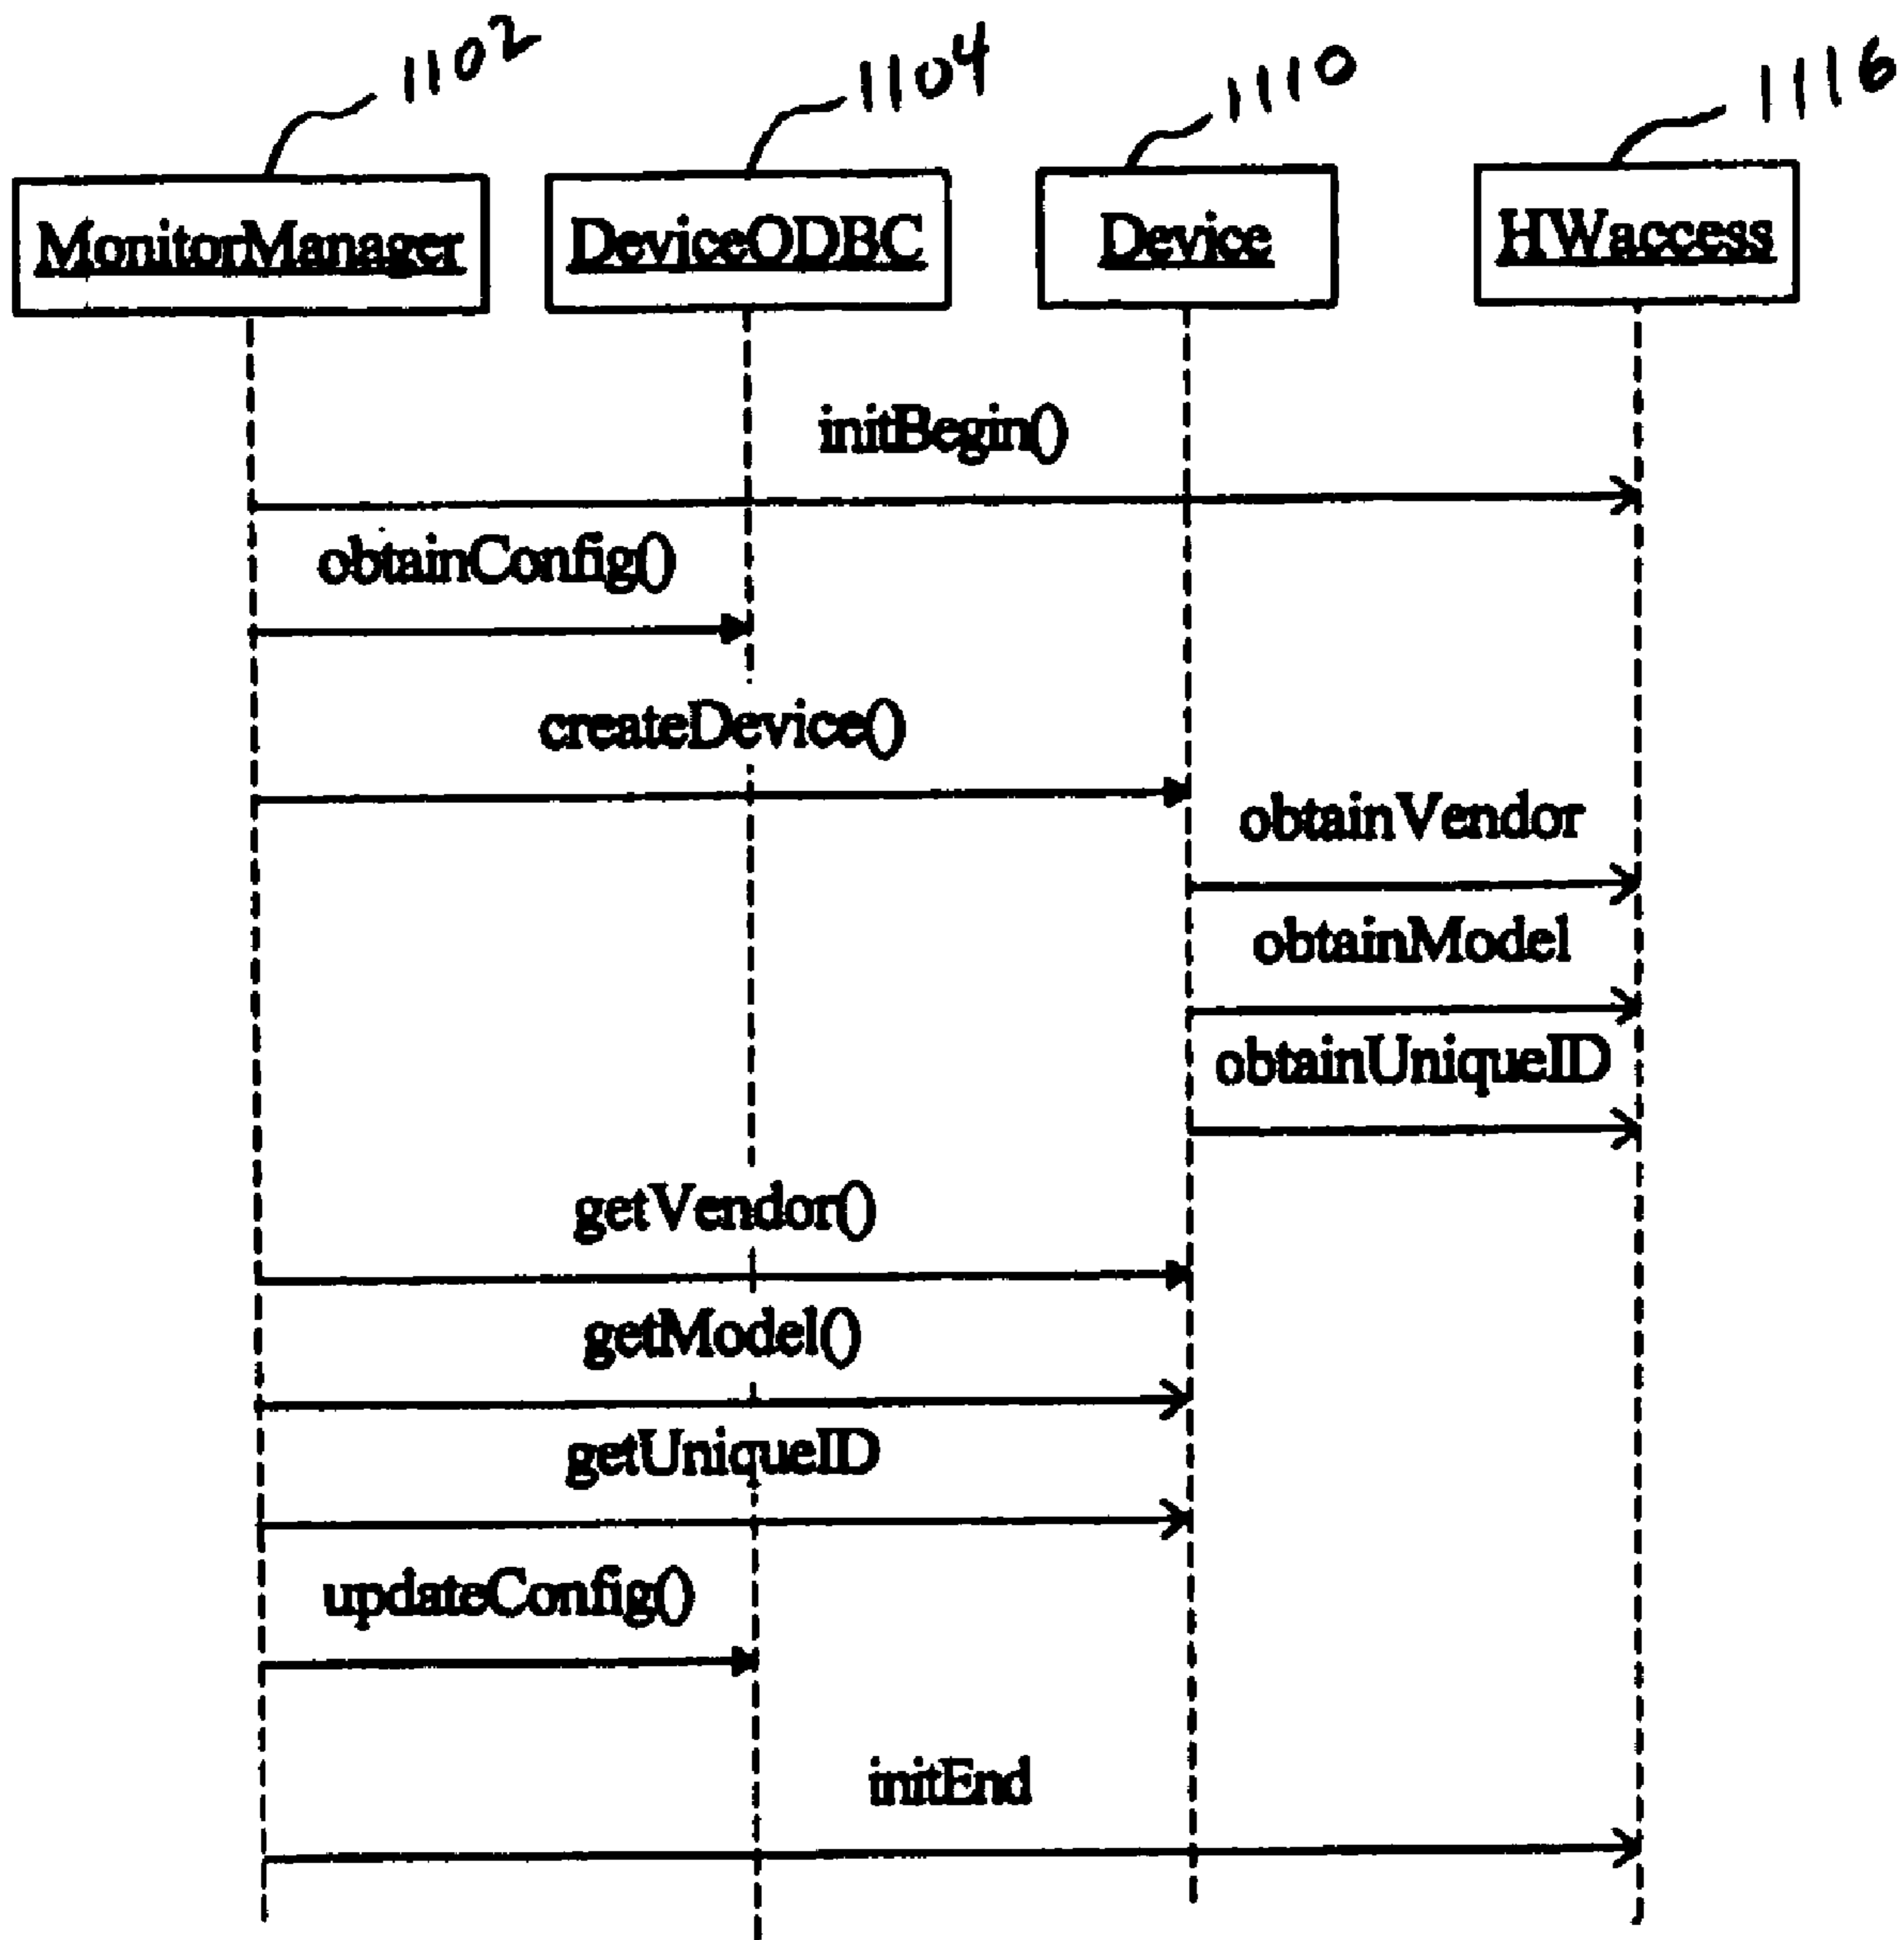 1102
1104
1110
1116
MonitorManager
DeviceODBC
Device
HWaccess
initBegin()
obtainConfig()
createDevice()
obtainVendor
obtainModel
obtainUniqueID
getVendor()
getModel()
getUniqueID
updateConfig()
initEnd